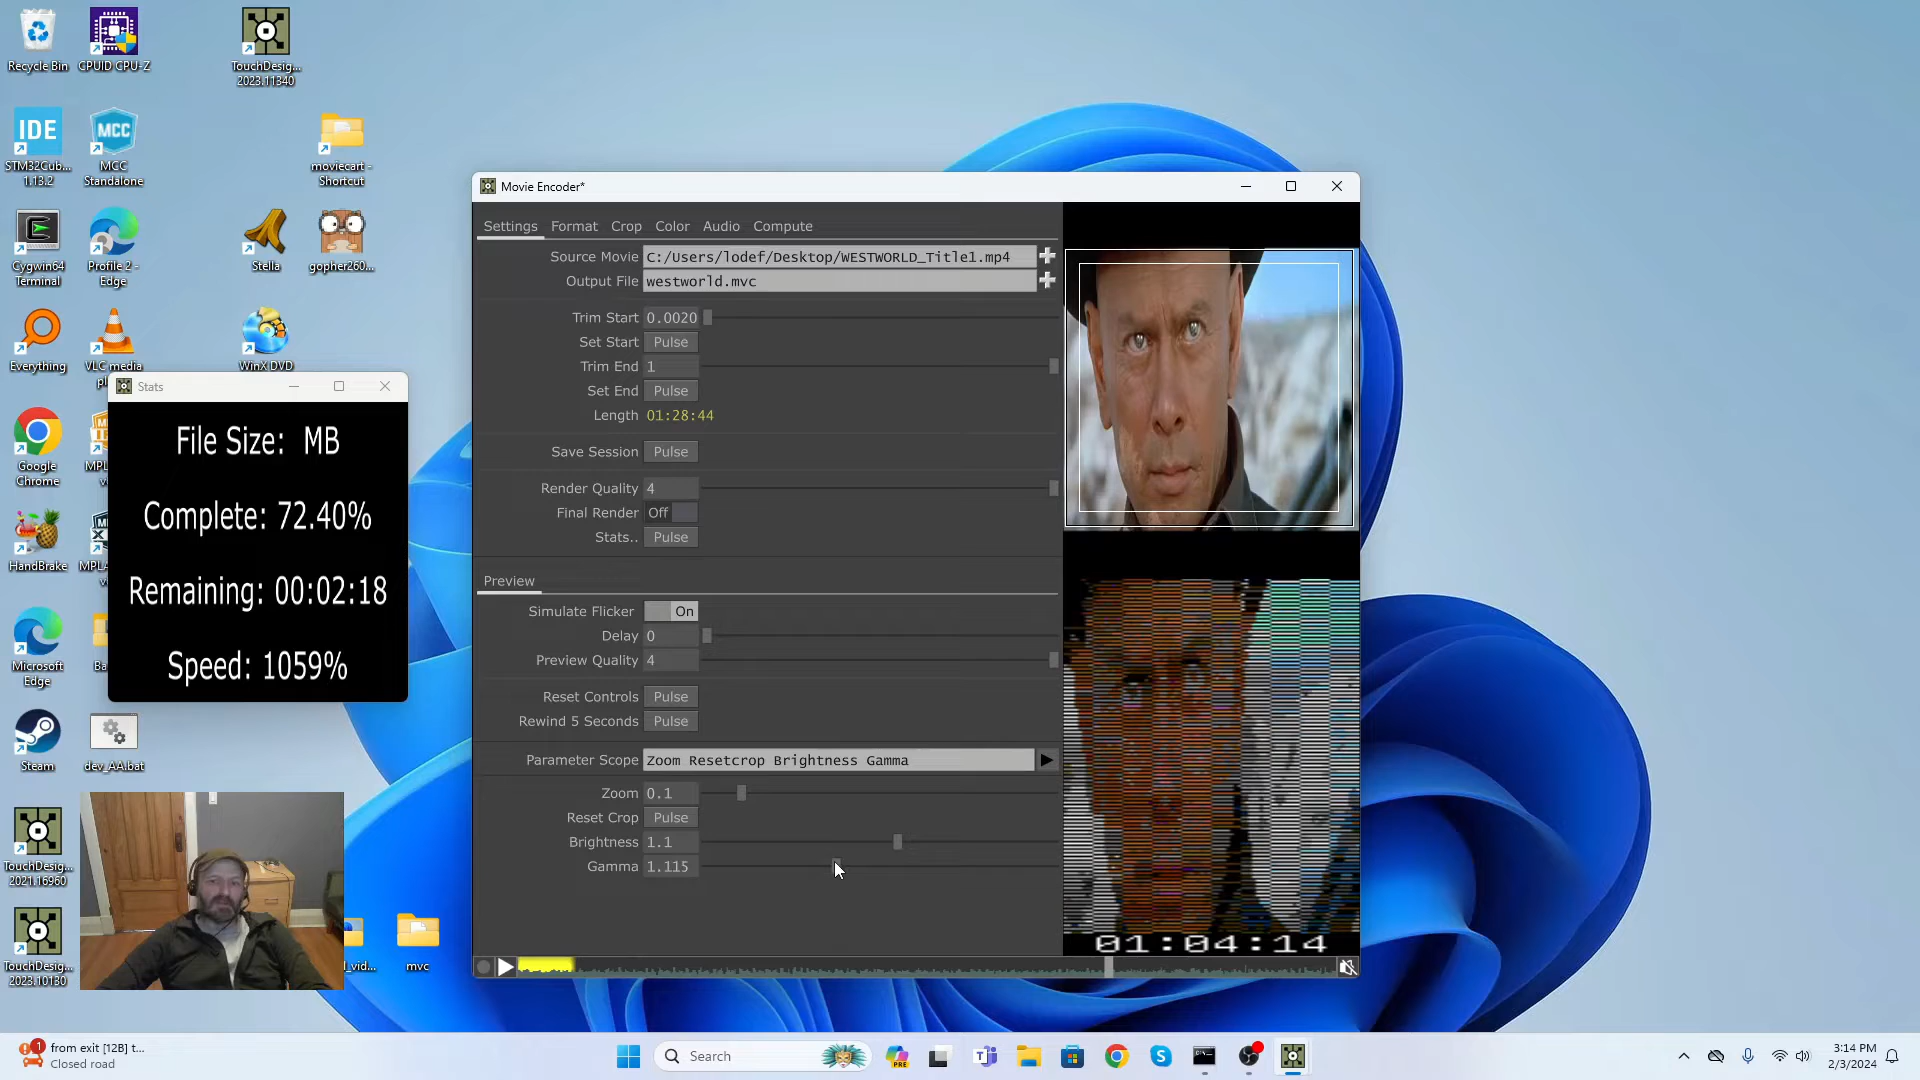 Recycle Bin
CPUID CPU-Z
TouchDesig...
2023.11340
IDE
STM32Cub...
1.13.2
MCC
MCC
Standalone
moviecart -
Shortcut
Cygwin64
Terminal
Profile 2 -
Edge
Stella
gopher260...
Everything
VLC media
WinX DVD
Google
Chrome
HandBrake
Microsoft
Edge
Steam
dev_AA.bat
TouchDesig...
2021.16960
TouchDesig...
2023.10130
mvc
Stats
File Size:  MB
Complete: 72.40%
Remaining: 00:02:18
Speed: 1059%
Movie Encoder*
Settings Format Crop Color Audio Compute
Source Movie C:/Users/lodef/Desktop/WESTWORLD_Title1.mp4
Output File westworld.mvc
Trim Start 0.0020
Set Start Pulse
Trim End 1
Set End Pulse
Length 01:28:44
Save Session Pulse
Render Quality 4
Final Render Off
Stats.. Pulse
Preview
Simulate Flicker On
Delay 0
Preview Quality 4
Reset Controls Pulse
Rewind 5 Seconds Pulse
Parameter Scope Zoom Resetcrop Brightness Gamma
Zoom 0.1
Reset Crop Pulse
Brightness 1.1
Gamma 1.115
01:04:14
1
from exit [12B] t...
Closed road
Search
PRE
3:14 PM
2/3/2024